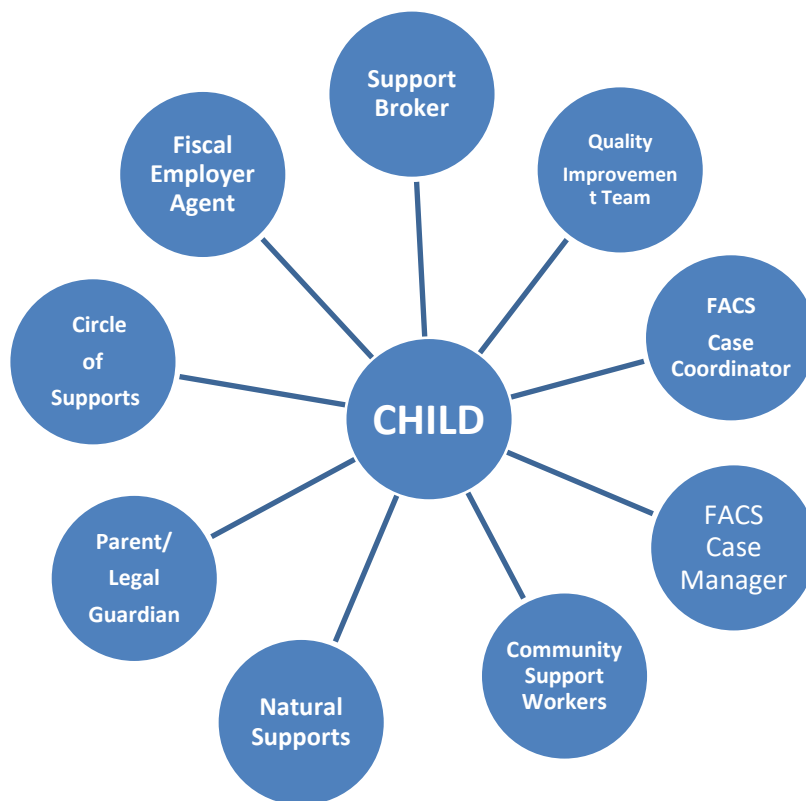 Support
Broker
Quality
Improvemen
t Team
FACS
Case
Coordinator
FACS
Case
Manager
Community
Support
Workers
Natural
Supports
Parent/
Legal
Guardian
Circle
of
Supports
Fiscal
Employer
Agent
CHILD